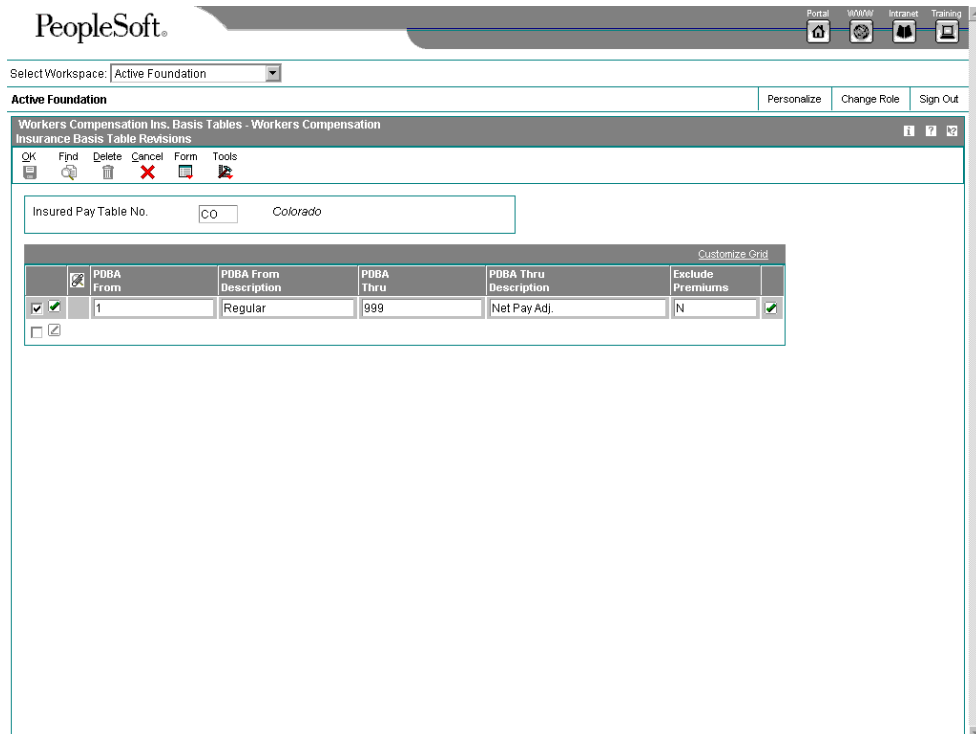 PeopleSoft®
Portal WWW Intranet Training
Select Workspace: Active Foundation
Active Foundation Personalize Change Role Sign Out
Workers Compensation Ins. Basis Tables - Workers Compensation
Insurance Basis Table Revisions
i ? ?
OK Find Delete Cancel Form Tools
Insured Pay Table No. CO Colorado
Customize Grid
PDBA From PDBA From Description PDBA Thru PDBA Thru Description Exclude Premiums
1 Regular 999 Net Pay Adj. N